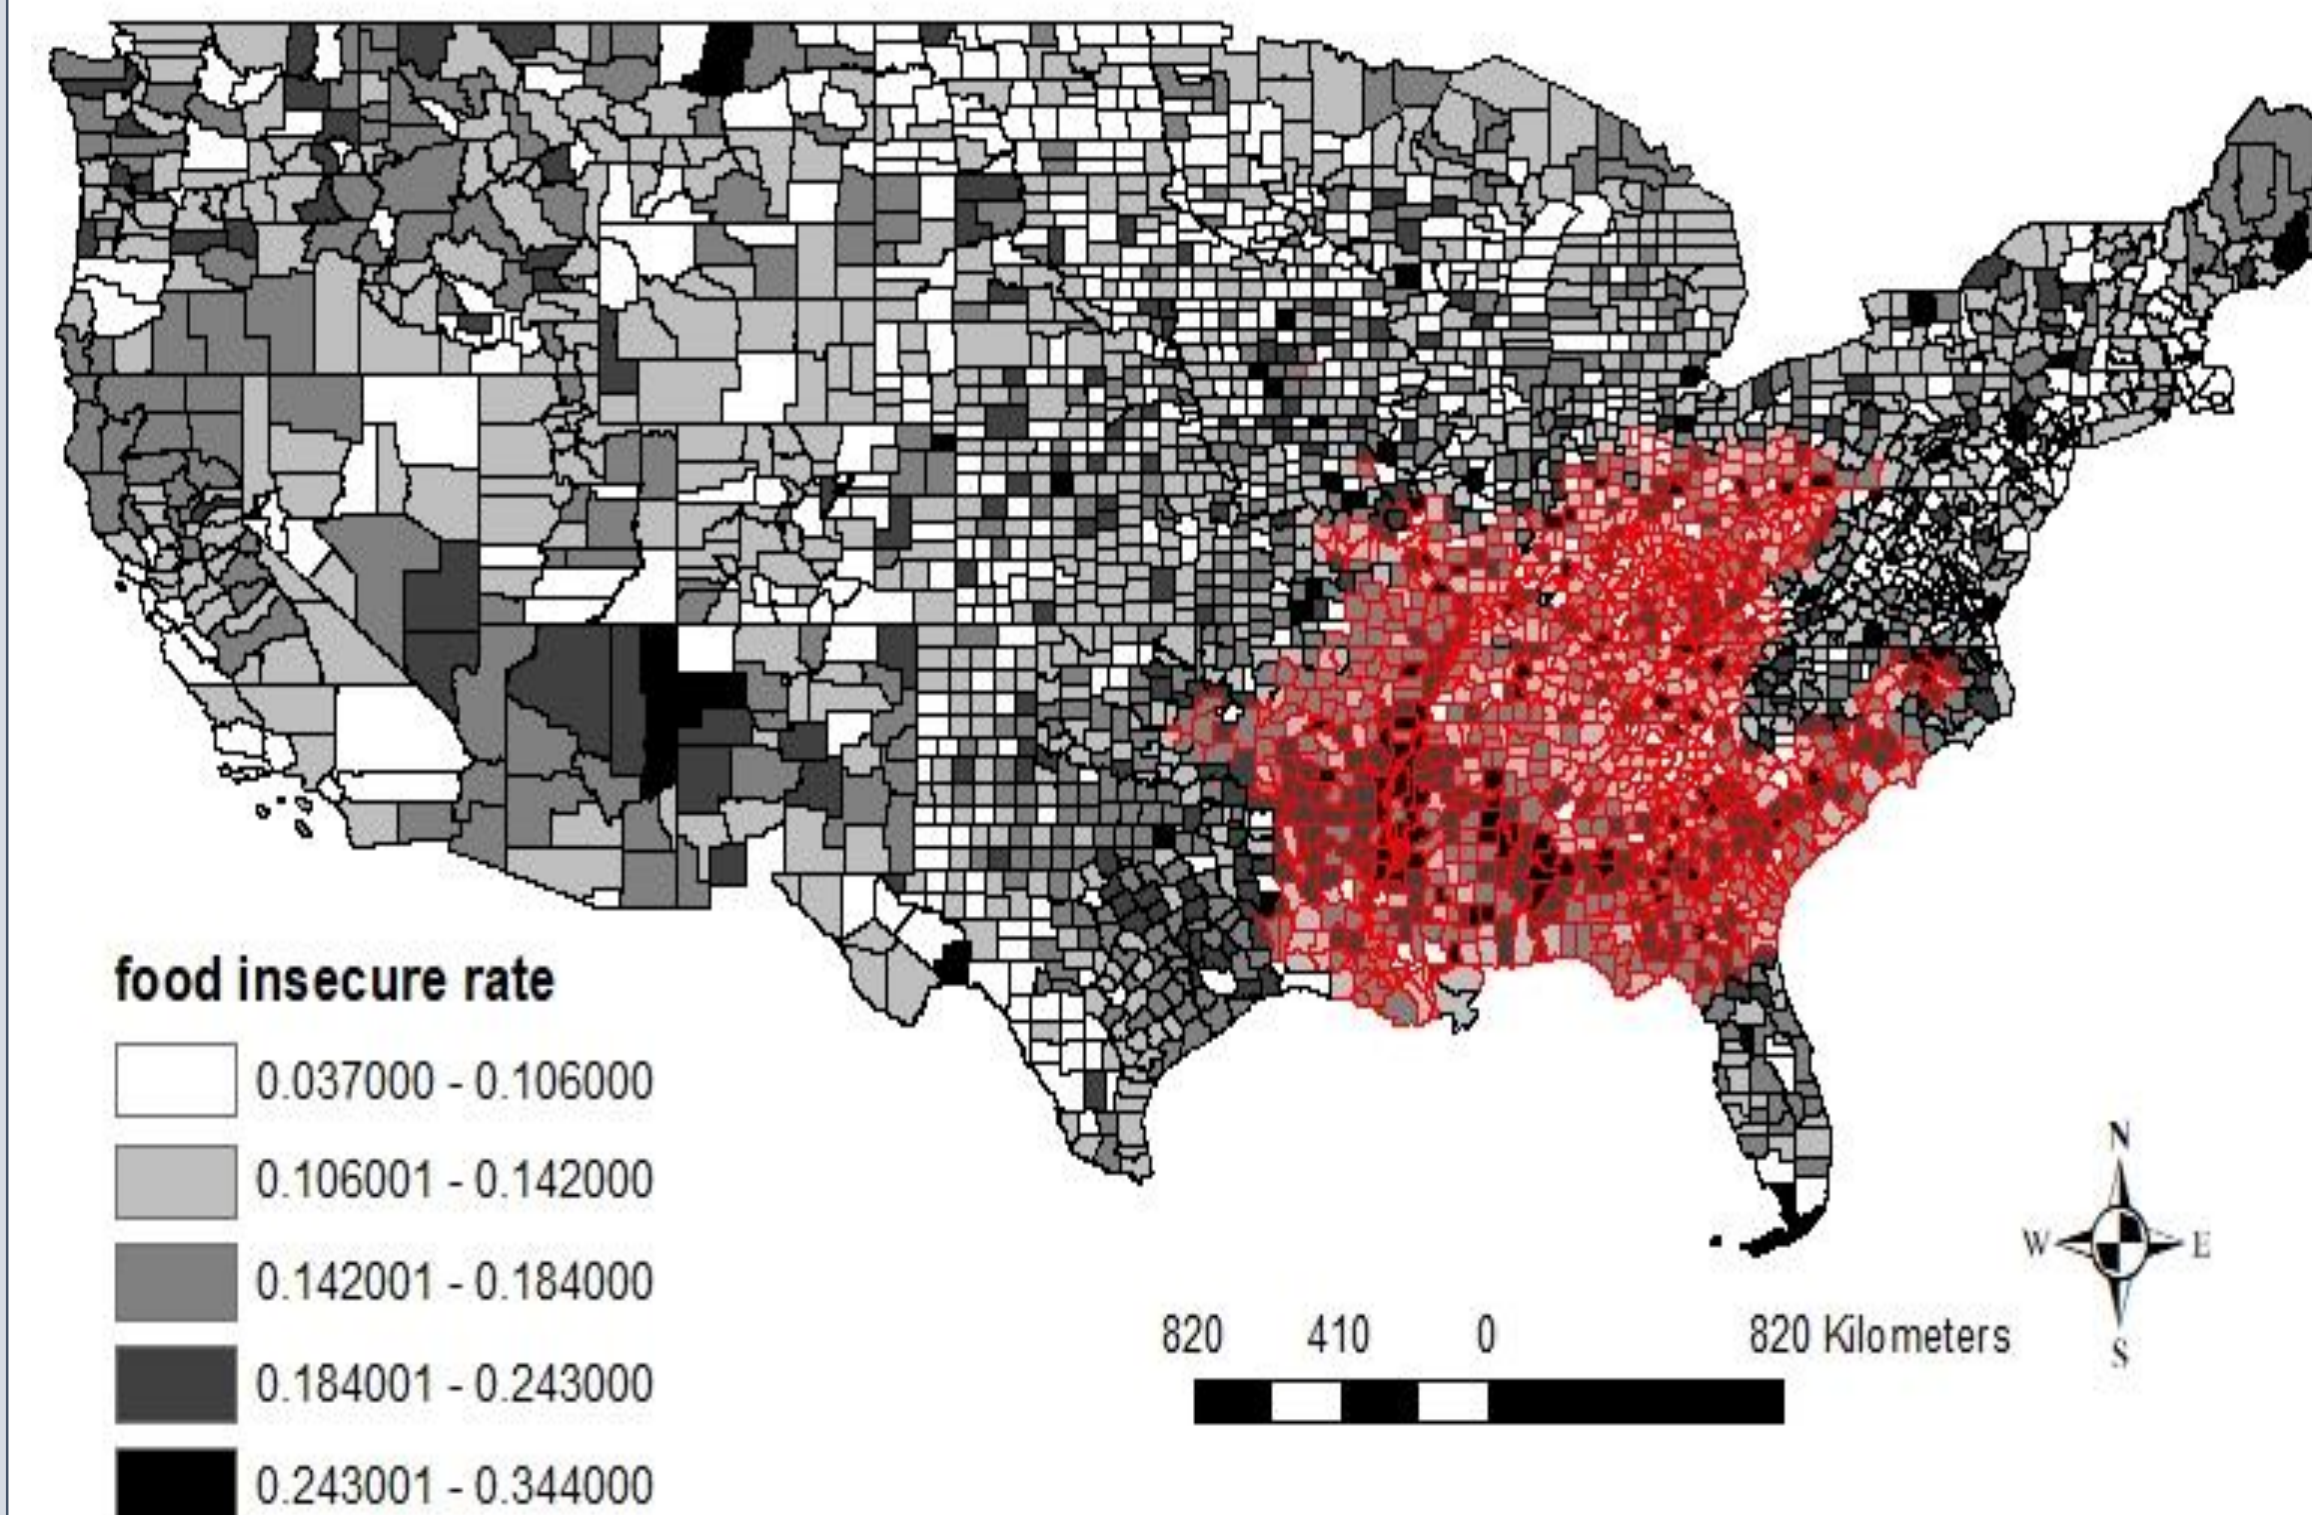 food insecure rate
0.037000 - 0.106000
0.106001 - 0.142000
0.142001 - 0.184000
0.184001 - 0.243000
0.243001 - 0.344000
N
W E
S
820 410 0 820 Kilometers